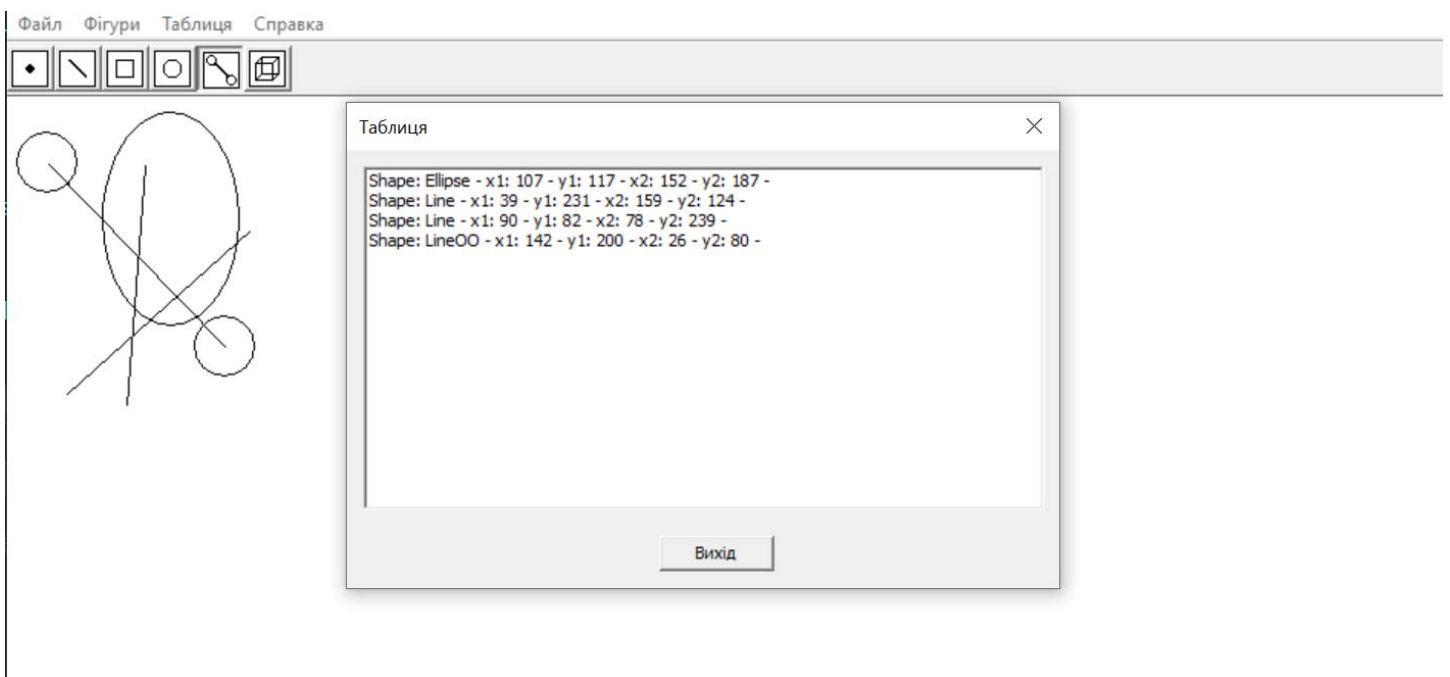 Файл Фігури Таблиця Справка
Таблиця
Shape: Ellipse - x1: 107 - y1: 117 - x2: 152 - y2: 187 -
Shape: Line - x1: 39 - y1: 231 - x2: 159 - y2: 124 -
Shape: Line - x1: 90 - y1: 82 - x2: 78 - y2: 239 -
Shape: LineOO - x1: 142 - y1: 200 - x2: 26 - y2: 80 -
Вихід